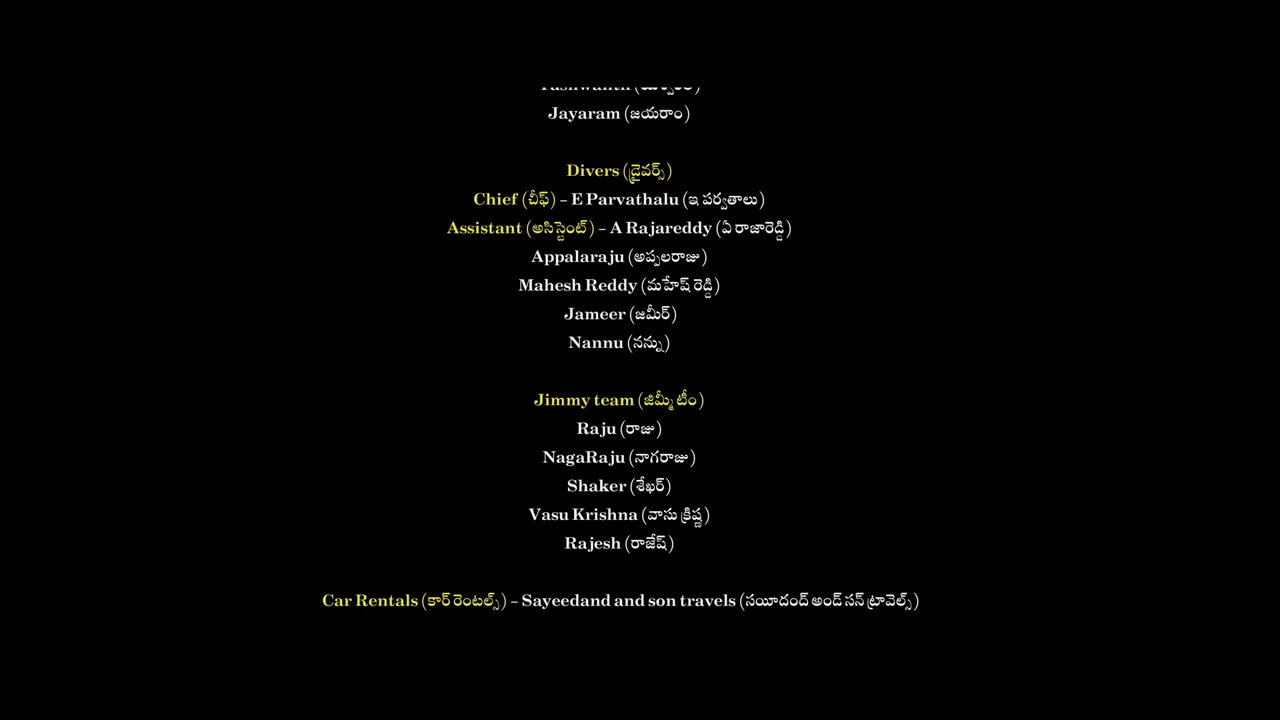 Jayaram (జయరాం)
Divers (డ్రైవర్స్)
Chief (చీఫ్) – E Parvathalu (ఇ పర్వతాలు)
Assistant (అసిస్టెంట్) – A Rajareddy (ఏ రాజారెడ్డి)
Appalaraju (అప్పలరాజు)
Mahesh Reddy (మహేష్ రెడ్డి)
Jameer (జమీర్)
Nannu (నన్ను)
Jimmy team (జిమ్మీ టీం)
Raju (రాజు)
NagaRaju (నాగరాజు)
Shaker (శేఖర్)
Vasu Krishna (వాసు క్రిష్ణ)
Rajesh (రాజేష్)
Car Rentals (కార్ రెంటల్స్) – Sayeedand and son travels (సయీదంద్ అండ్ సన్ ట్రావెల్స్)